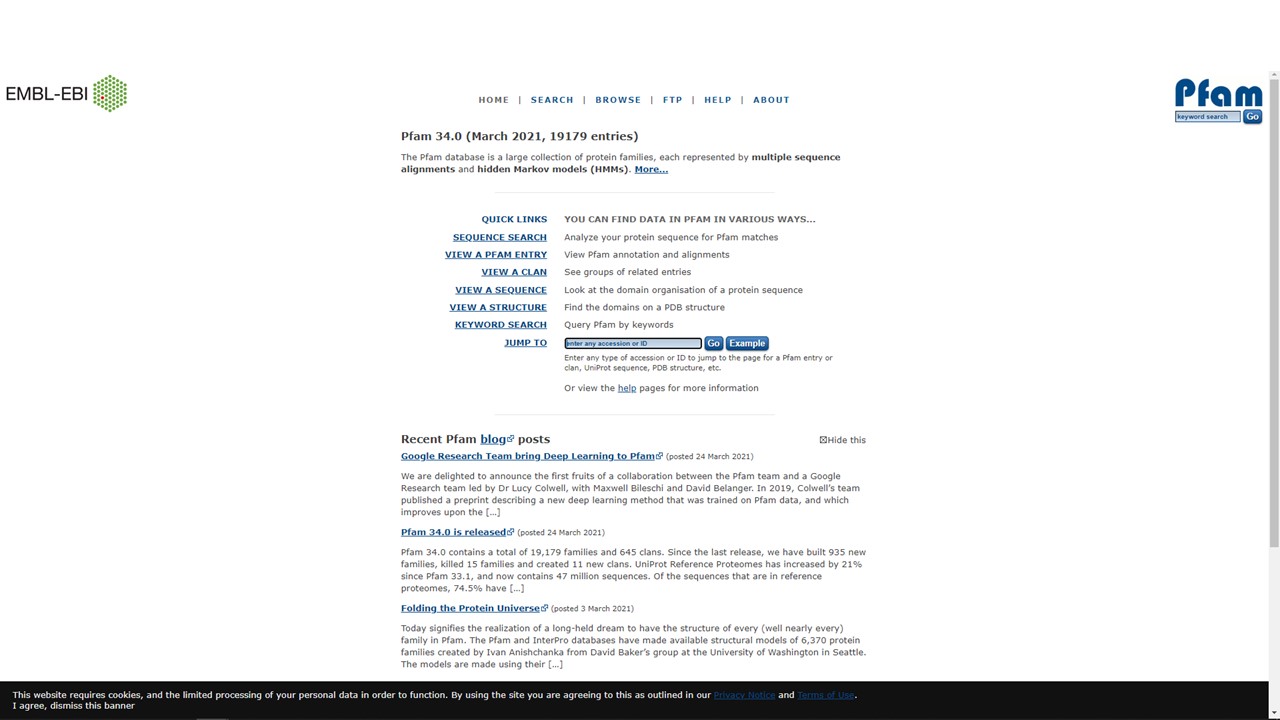 EMBL-EBI
HOME | SEARCH | BROWSE | FTP | HELP | ABOUT
Pfam
keyword search Go
Pfam 34.0 (March 2021, 19179 entries)
The Pfam database is a large collection of protein families, each represented by multiple sequence
alignments and hidden Markov models (HMMs). More...
QUICK LINKS YOU CAN FIND DATA IN PFAM IN VARIOUS WAYS...
SEQUENCE SEARCH Analyze your protein sequence for Pfam matches
VIEW A PFAM ENTRY View Pfam annotation and alignments
VIEW A CLAN See groups of related entries
VIEW A SEQUENCE Look at the domain organisation of a protein sequence
VIEW A STRUCTURE Find the domains on a PDB structure
KEYWORD SEARCH Query Pfam by keywords
JUMP TO enter any accession or ID Go Example
Enter any type of accession or ID to jump to the page for a Pfam entry or
clan, UniProt sequence, PDB structure, etc.
Or view the help pages for more information
Recent Pfam blog posts Hide this
Google Research Team bring Deep Learning to Pfam (posted 24 March 2021)
We are delighted to announce the first fruits of a collaboration between the Pfam team and a Google
Research team led by Dr Lucy Colwell, with Maxwell Bileschi and David Belanger. In 2019, Colwell's team
published a preprint describing a new deep learning method that was trained on Pfam data, and which
improves upon the [...]
Pfam 34.0 is released (posted 24 March 2021)
Pfam 34.0 contains a total of 19,179 families and 645 clans. Since the last release, we have built 935 new
families, killed 15 families and created 11 new clans. UniProt Reference Proteomes has increased by 21%
since Pfam 33.1, and now contains 47 million sequences. Of the sequences that are in reference
proteomes, 74.5% have [...]
Folding the Protein Universe (posted 3 March 2021)
Today signifies the realization of a long-held dream to have the structure of every (well nearly every)
family in Pfam. The Pfam and InterPro databases have made available structural models of 6,370 protein
families created by Ivan Anishchanka from David Baker's group at the University of Washington in Seattle.
The models are made using their [...]
This website requires cookies, and the limited processing of your personal data in order to function. By using the site you are agreeing to this as outlined in our Privacy Notice and Terms of Use.
I agree, dismiss this banner